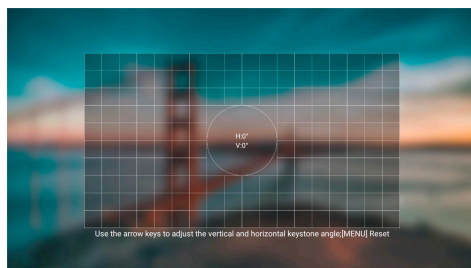 H:0°
V:0°
Use the arrow keys to adjust the vertical and horizontal keystone angle;[MENU] Reset